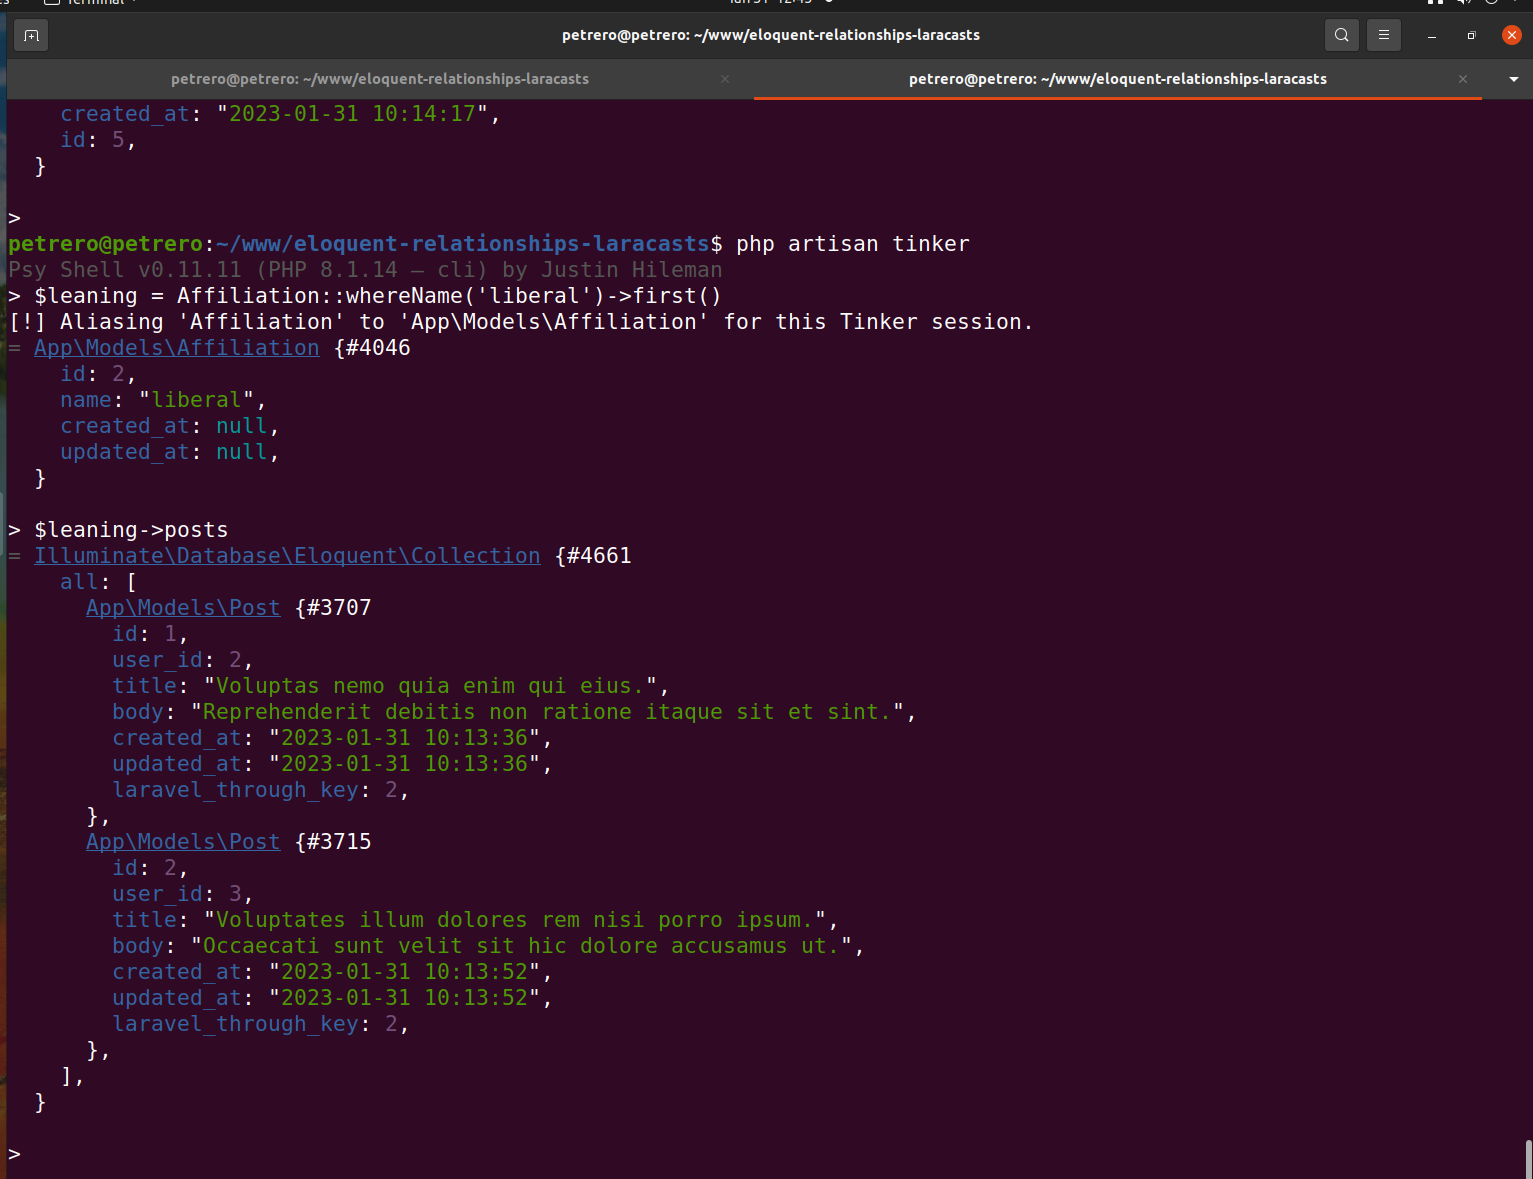 petrero@petrero: ~/www/eloquent-relationships-laracasts
petrero@petrero: ~/www/eloquent-relationships-laracasts
petrero@petrero: ~/www/eloquent-relationships-laracasts
created_at: "2023-01-31 10:14:17",
id: 5,
}
>
petrero@petrero:~/www/eloquent-relationships-laracasts$ php artisan tinker
Psy Shell v0.11.11 (PHP 8.1.14 — cli) by Justin Hileman
> $leaning = Affiliation::whereName('liberal')->first()
[!] Aliasing 'Affiliation' to 'App\Models\Affiliation' for this Tinker session.
= App\Models\Affiliation {#4046
id: 2,
name: "liberal",
created_at: null,
updated_at: null,
}
> $leaning->posts
= Illuminate\Database\Eloquent\Collection {#4661
all: [
App\Models\Post {#3707
id: 1,
user_id: 2,
title: "Voluptas nemo quia enim qui eius.",
body: "Reprehenderit debitis non ratione itaque sit et sint.",
created_at: "2023-01-31 10:13:36",
updated_at: "2023-01-31 10:13:36",
laravel_through_key: 2,
},
App\Models\Post {#3715
id: 2,
user_id: 3,
title: "Voluptates illum dolores rem nisi porro ipsum.",
body: "Occaecati sunt velit sit hic dolore accusamus ut.",
created_at: "2023-01-31 10:13:52",
updated_at: "2023-01-31 10:13:52",
laravel_through_key: 2,
},
],
}
>